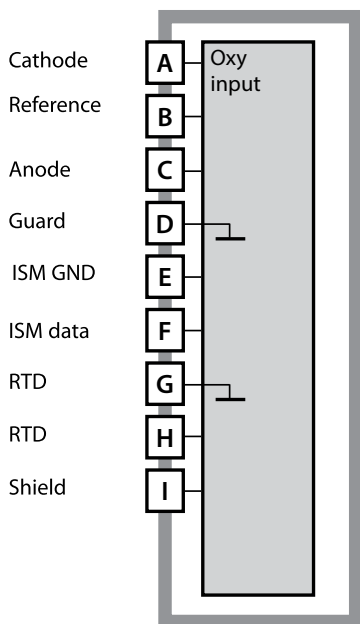 Cathode A Oxy
input
Reference B
Anode C
Guard D
ISM GND E
ISM data F
RTD G
RTD H
Shield I